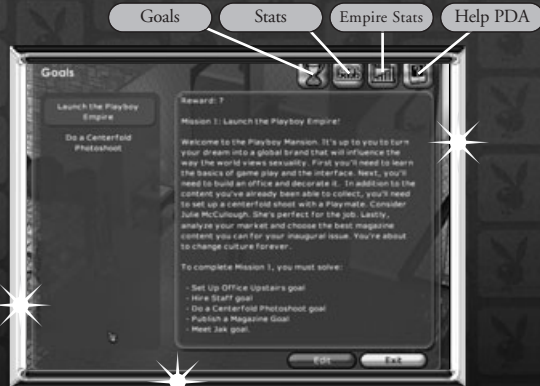 Goals
Stats
Empire Stats
Help PDA
Goals
Launch the Playboy
Empire
Do a Centerfold
Photoshoot
Reward: ?
Mission 1: Launch the Playboy Empire!
Welcome to the Playboy Mansion. It's up to you to turn
your dream into a global brand that will influence the
way the world views sexuality. First you'll need to learn
the basics of game play and the interface. Next, you'll
need to build an office and decorate it. In addition to the
content you've already been able to collect, you'll need
to set up a centerfold shoot with a Playmate. Consider
Julie McCullough. She's perfect for the job. Lastly,
analyze your market and choose the best magazine
content you can for your inaugural issue. You're about
to change culture forever.
To complete Mission 1, you must solve:
- Set Up Office Upstairs goal
- Hire Staff goal
- Do a Centerfold Photoshoot goal
- Publish a Magazine Goal
- Meet Jak goal.
Edit
Exit